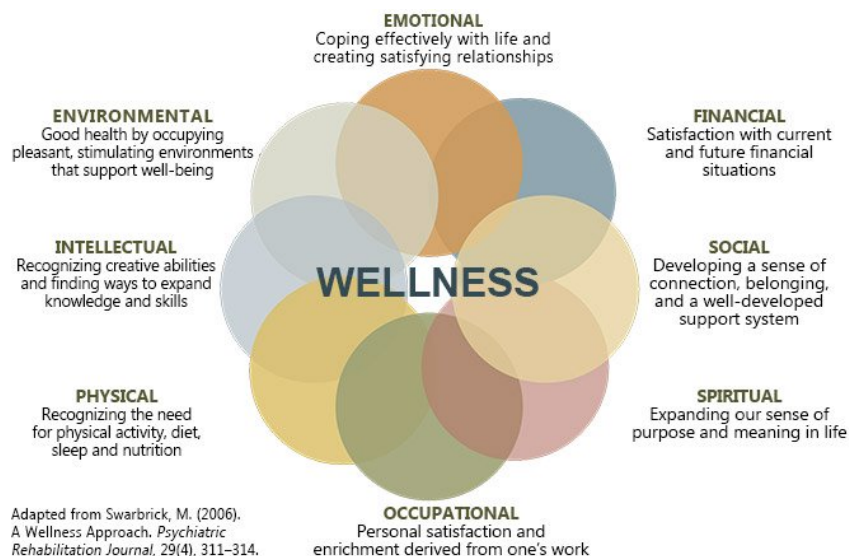 EMOTIONAL
Coping effectively with life and
creating satisfying relationships
ENVIRONMENTAL
Good health by occupying
pleasant, stimulating environments
that support well-being
FINANCIAL
Satisfaction with current
and future financial
situations
INTELLECTUAL
Recognizing creative abilities
and finding ways to expand
knowledge and skills
WELLNESS
SOCIAL
Developing a sense of
connection, belonging,
and a well-developed
support system
PHYSICAL
Recognizing the need
for physical activity, diet,
sleep and nutrition
SPIRITUAL
Expanding our sense of
purpose and meaning in life
OCCUPATIONAL
Personal satisfaction and
enrichment derived from one's work
Adapted from Swarbrick, M. (2006).
A Wellness Approach. Psychiatric
Rehabilitation Journal, 29(4), 311–314.